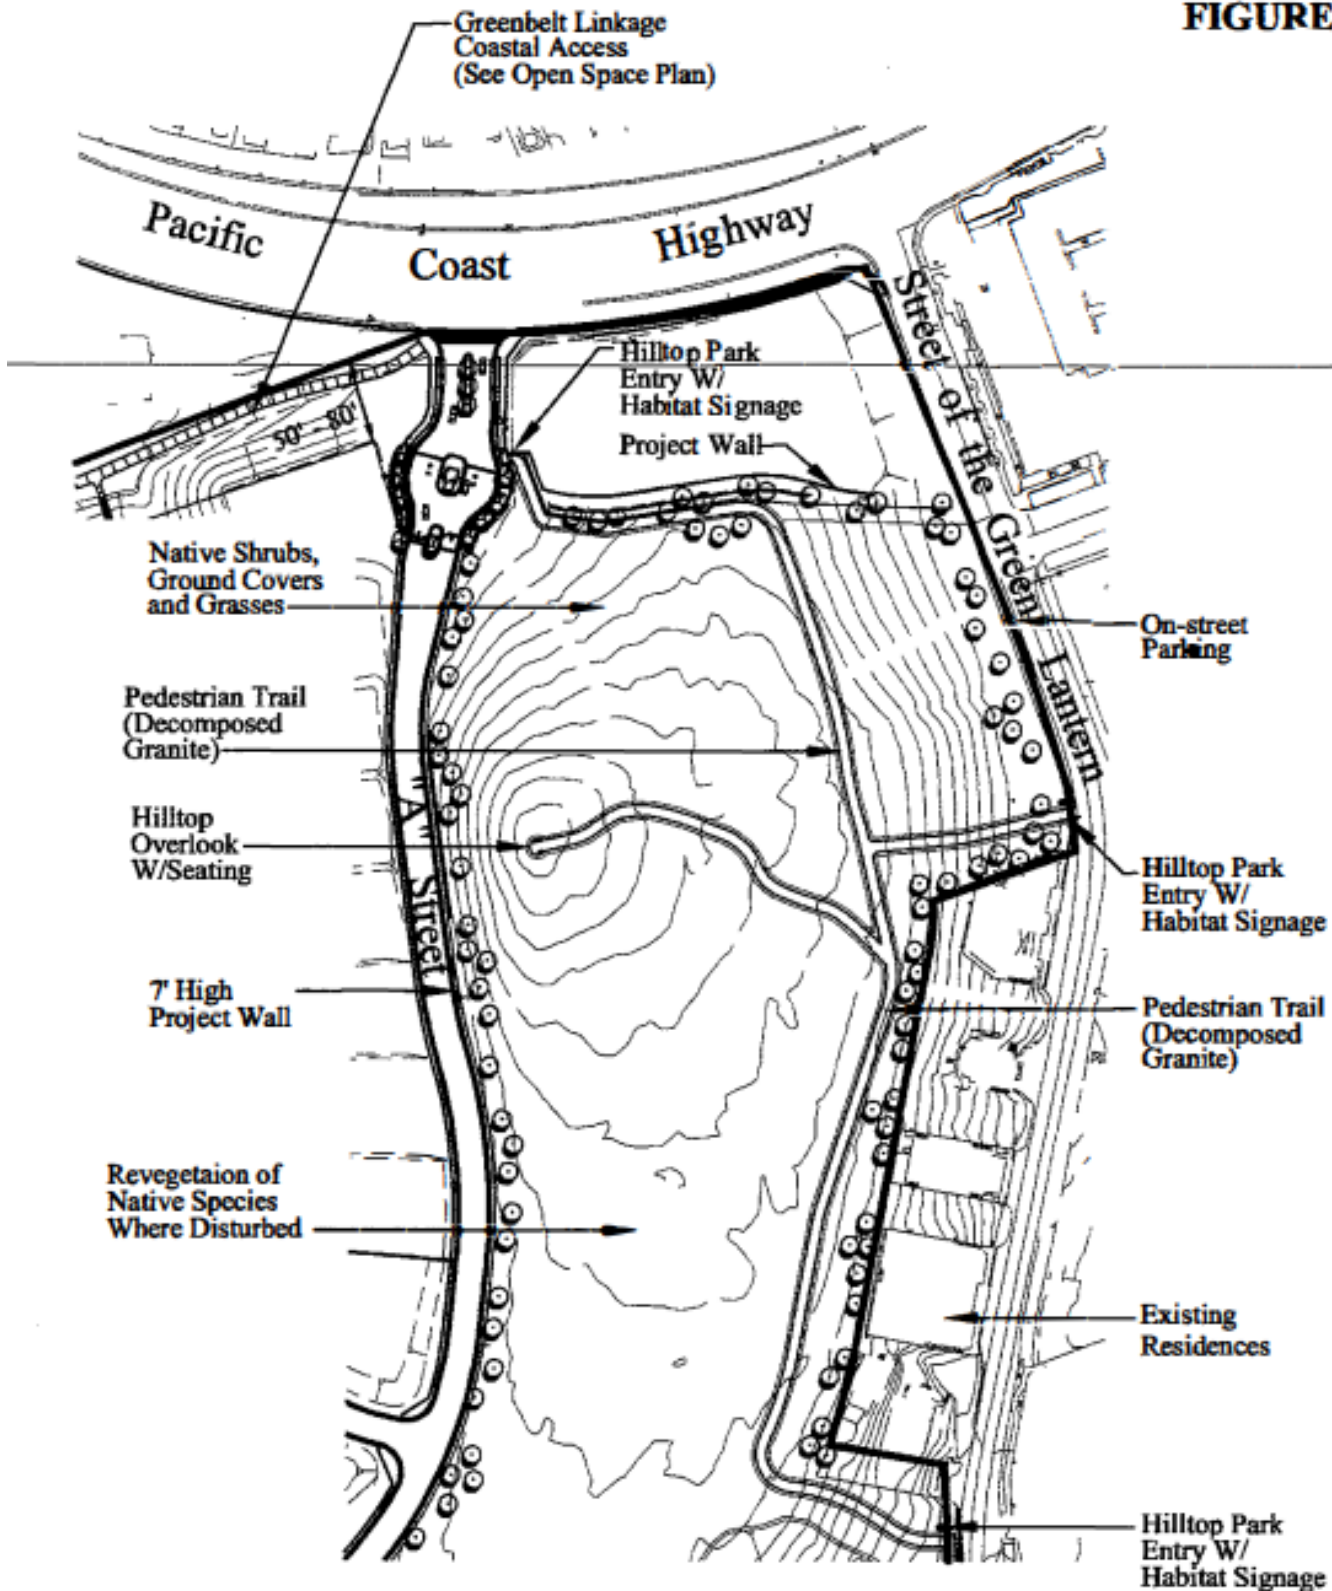 FIGURE
Greenbelt Linkage
Coastal Access
(See Open Space Plan)
Pacific Coast Highway
Street of the Green Lantern
Hilltop Park
Entry W/
Habitat Signage
Project Wall
50' - 80'
Native Shrubs,
Ground Covers
and Grasses
On-street
Parking
Pedestrian Trail
(Decomposed
Granite)
"A" Street
Hilltop
Overlook
W/Seating
Hilltop Park
Entry W/
Habitat Signage
7' High
Project Wall
Pedestrian Trail
(Decomposed
Granite)
Revegetaion of
Native Species
Where Disturbed
Existing
Residences
Hilltop Park
Entry W/
Habitat Signage